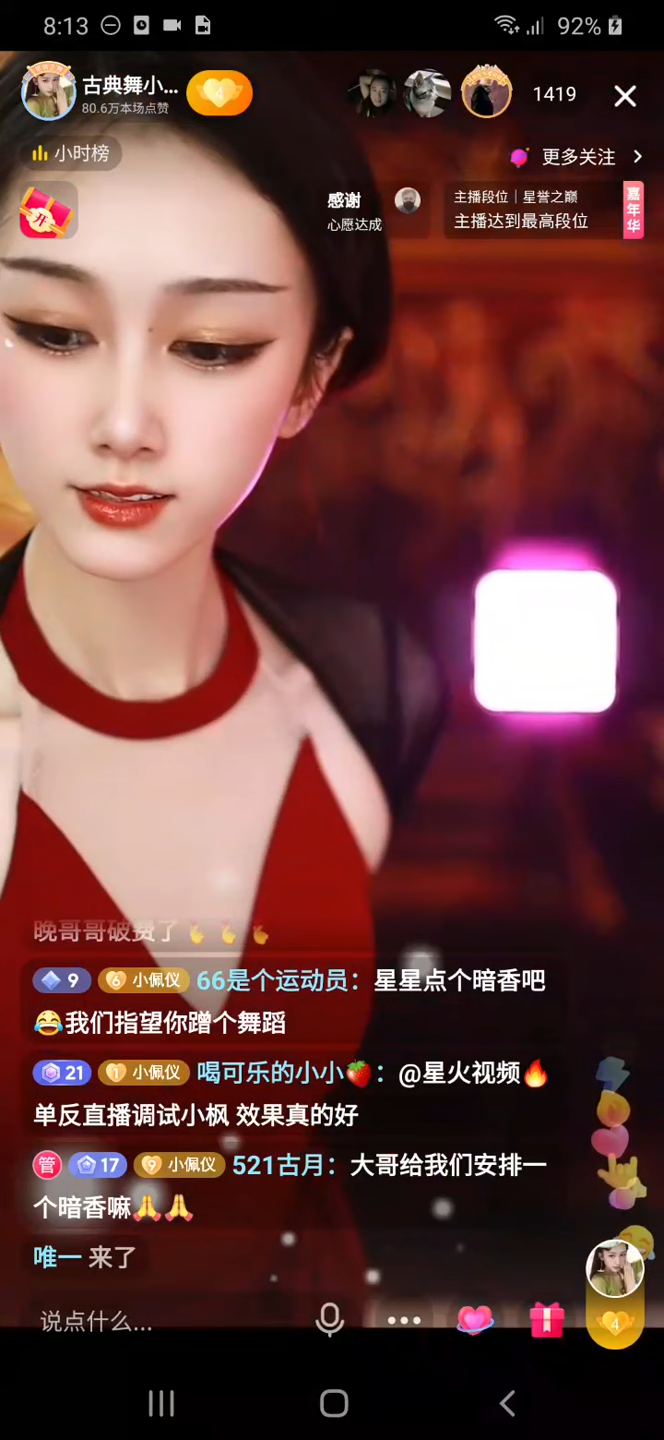 8:13
92%
古典舞小...
80.6万本场点赞
4
1419
小时榜
更多关注
开
感谢
心愿达成
主播段位|星誉之巅
主播达到最高段位
嘉年华
晚哥哥破费了
9 6 小佩仪 66是个运动员：星星点个暗香吧
😂我们指望你蹭个舞蹈
21 1 小佩仪 喝可乐的小小🍓：@星火视频🔥
单反直播调试小枫 效果真的好
管 17 9 小佩仪 521古月：大哥给我们安排一
个暗香嘛🙏🙏
唯一 来了
说点什么...
4